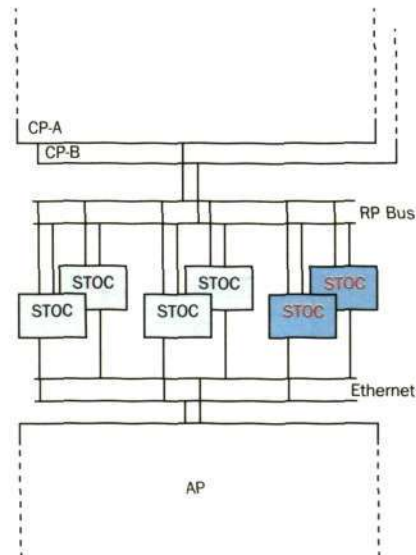 CP-A
CP-B
RP Bus
STOC STOC STOC
STOC STOC STOC
Ethernet
AP